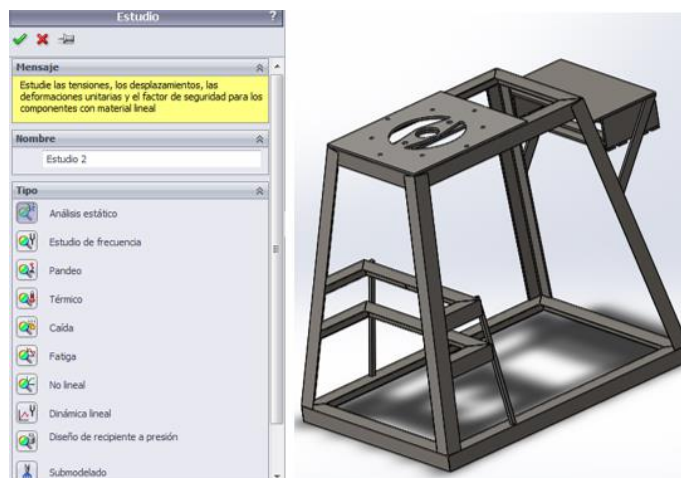 Estudio
?
Mensaje
Estudie las tensiones, los desplazamientos, las
deformaciones unitarias y el factor de seguridad para los
componentes con material lineal
Nombre
Estudio 2
Tipo
Análisis estático
Estudio de frecuencia
Pandeo
Térmico
Caída
Fatiga
No lineal
Dinámica lineal
Diseño de recipiente a presión
Submodelado